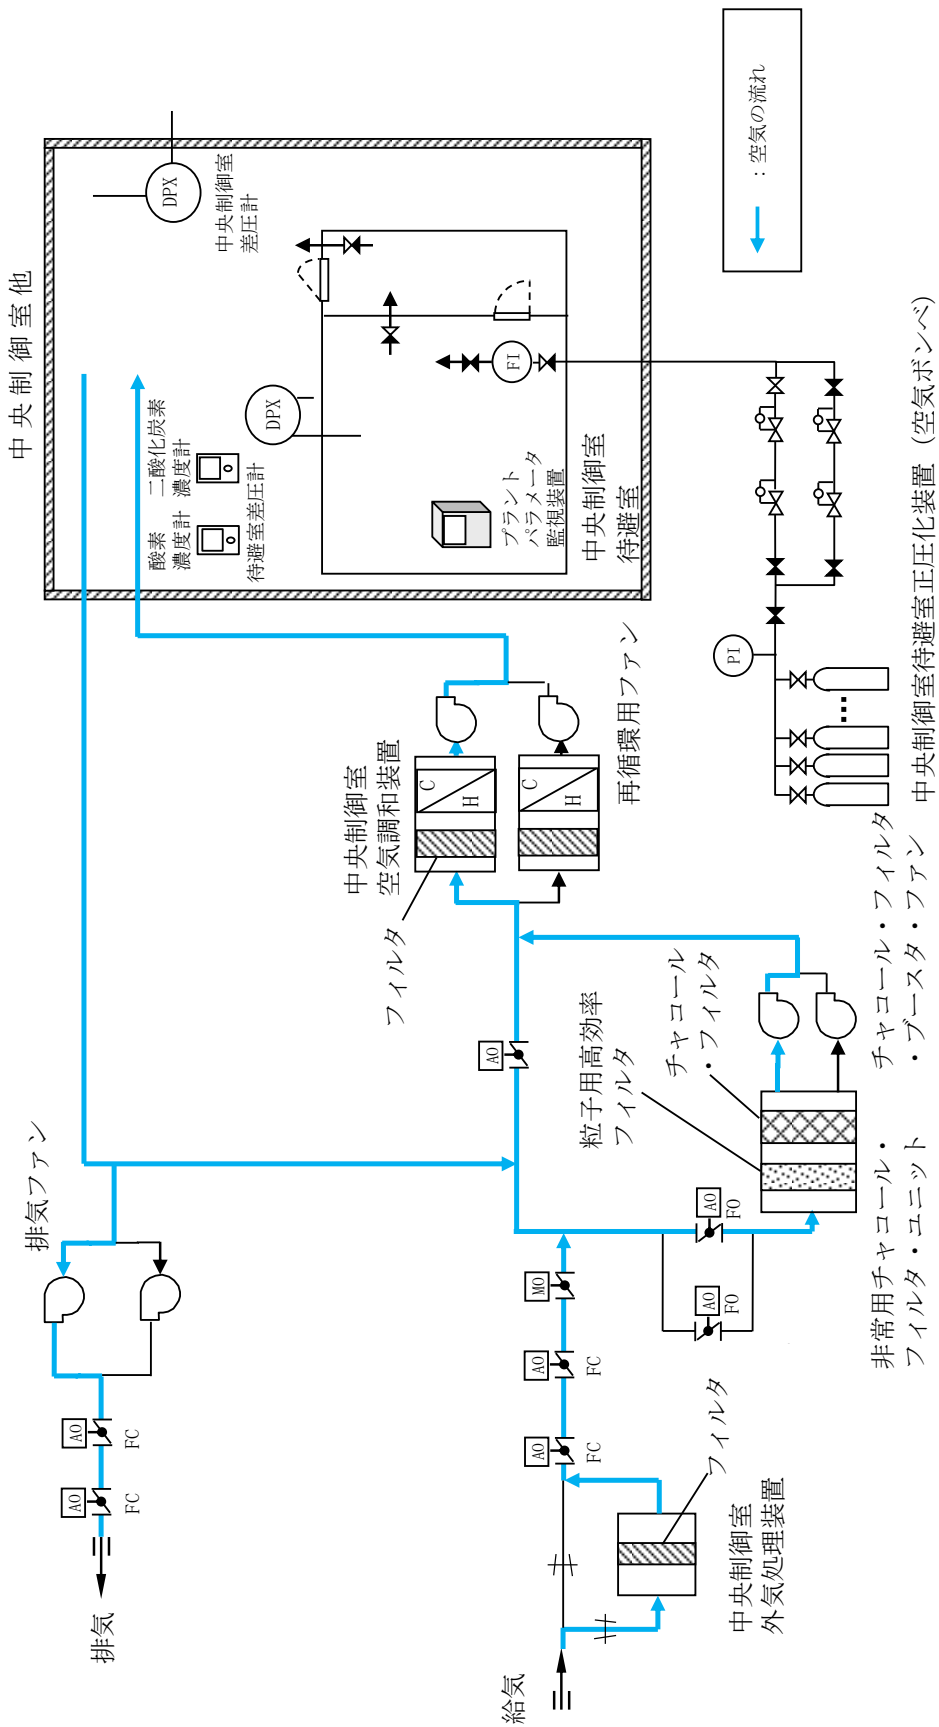 中央制御室他
DPX
中央制御室
差圧計
酸素
濃度計
二酸化炭素
濃度計
待避室差圧計
DPX
FI
プラント
パラメータ
監視装置
中央制御室
待避室
：空気の流れ
排気ファン
AO
FC
AO
FC
排気
中央制御室
空気調和装置
C
H
C
H
フィルタ
再循環用ファン
AO
PI
中央制御室待避室正圧化装置（空気ボンベ）
粒子用高効率
フィルタ
チャコール
・フィルタ
チャコール・フィルタ
・ブースタ・ファン
非常用チャコール・
フィルタ・ユニット
AO
FO
AO
FO
MO
AO
FC
AO
FC
フィルタ
中央制御室
外気処理装置
給気